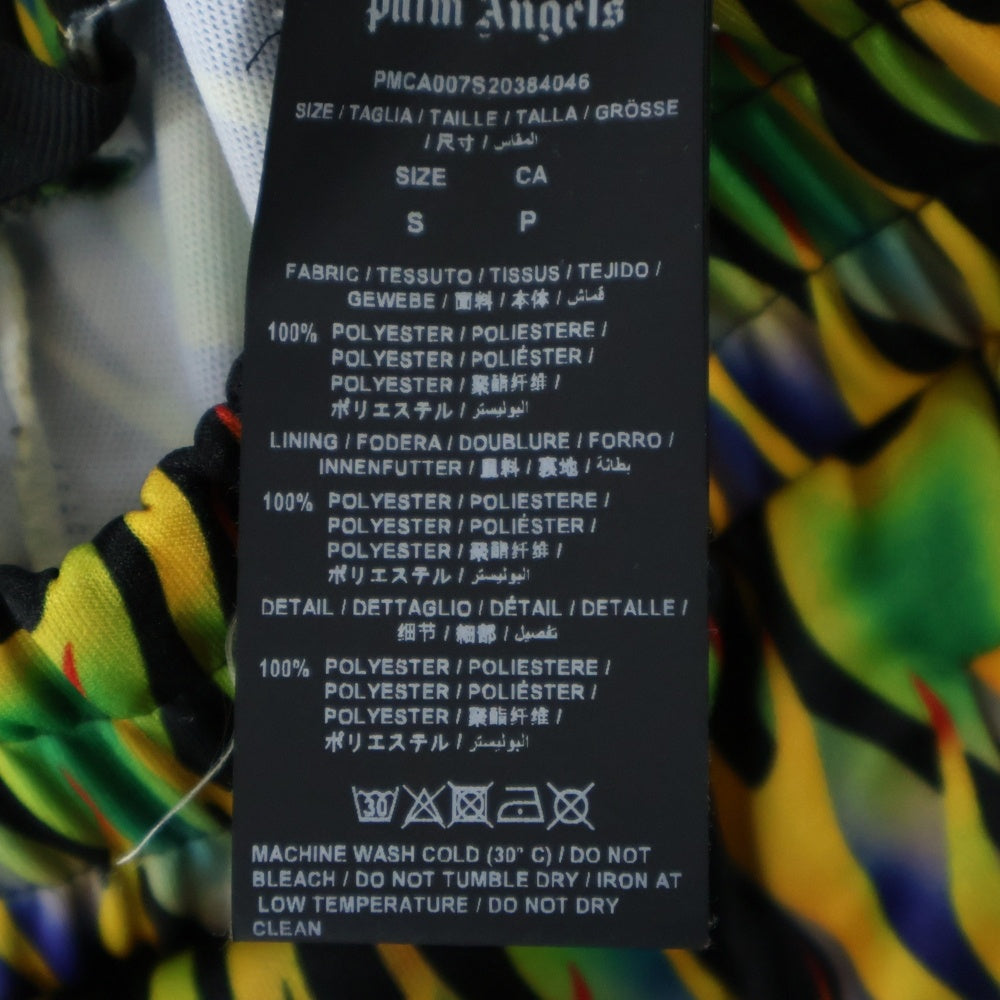 Palm Angels
PMCA007S20384046
SIZE / TAGLIA / TAILLE / TALLA / GRÖSSE
/ 尺寸 / المقاس
SIZE CA
S P
FABRIC / TESSUTO / TISSUS / TEJIDO /
GEWEBE / 面料 / 本体 / قماش
100% POLYESTER / POLIESTERE /
POLYESTER / POLIÉSTER /
POLYESTER / 聚酯纤维 /
ポリエステル / البوليستر
LINING / FODERA / DOUBLURE / FORRO /
INNENFUTTER / 里料 / 裏地 / بطانة
100% POLYESTER / POLIESTERE /
POLYESTER / POLIÉSTER /
POLYESTER / 聚酯纤维 /
ポリエステル / البوليستر
DETAIL / DETTAGLIO / DÉTAIL / DETALLE /
细节 / 細部 / تفصيل
100% POLYESTER / POLIESTERE /
POLYESTER / POLIÉSTER /
POLYESTER / 聚酯纤维 /
ポリエステル / البوليستر
30
MACHINE WASH COLD (30° C) / DO NOT
BLEACH / DO NOT TUMBLE DRY / IRON AT
LOW TEMPERATURE / DO NOT DRY
CLEAN